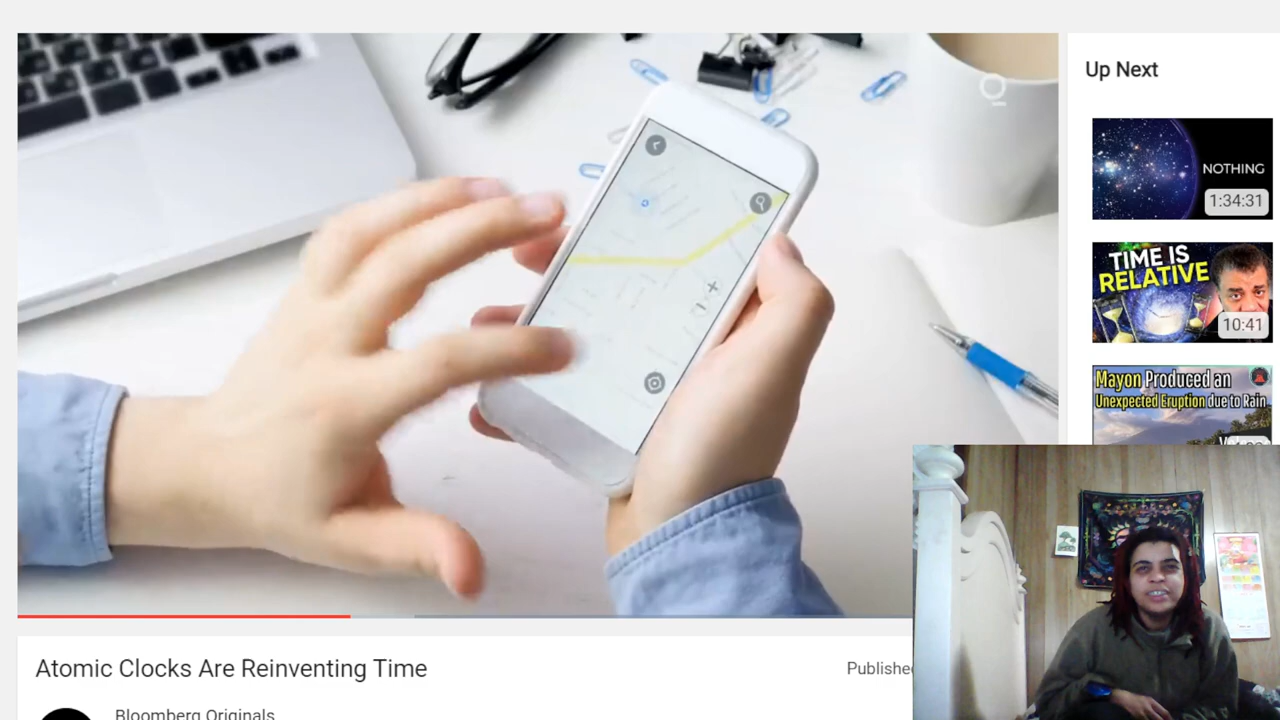 Up Next
NOTHING
1:34:31
TIME IS
RELATIVE
10:41
Mayon Produced an
Unexpected Eruption due to Rain
Atomic Clocks Are Reinventing Time
Bloomberg Originals